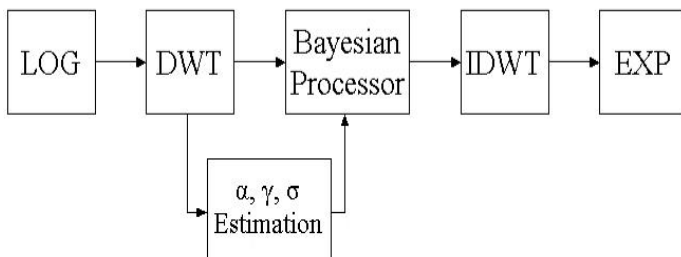 LOG
DWT
Bayesian
Processor
IDWT
EXP
α, γ, σ
Estimation